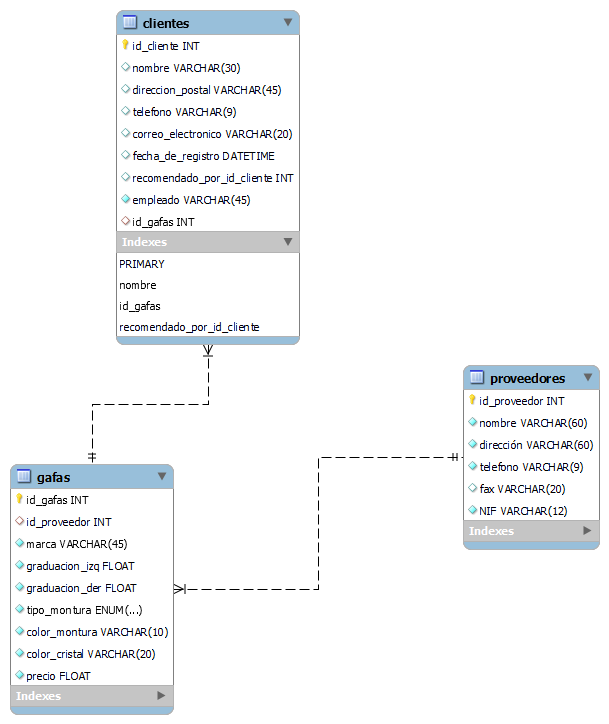 clientes
id_cliente INT
nombre VARCHAR(30)
direccion_postal VARCHAR(45)
telefono VARCHAR(9)
correo_electronico VARCHAR(20)
fecha_de_registro DATETIME
recomendado_por_id_cliente INT
empleado VARCHAR(45)
id_gafas INT
Indexes
PRIMARY
nombre
id_gafas
recomendado_por_id_cliente
proveedores
id_proveedor INT
nombre VARCHAR(60)
dirección VARCHAR(60)
telefono VARCHAR(9)
fax VARCHAR(20)
NIF VARCHAR(12)
Indexes
gafas
id_gafas INT
id_proveedor INT
marca VARCHAR(45)
graduacion_izq FLOAT
graduacion_der FLOAT
tipo_montura ENUM(...)
color_montura VARCHAR(10)
color_cristal VARCHAR(20)
precio FLOAT
Indexes